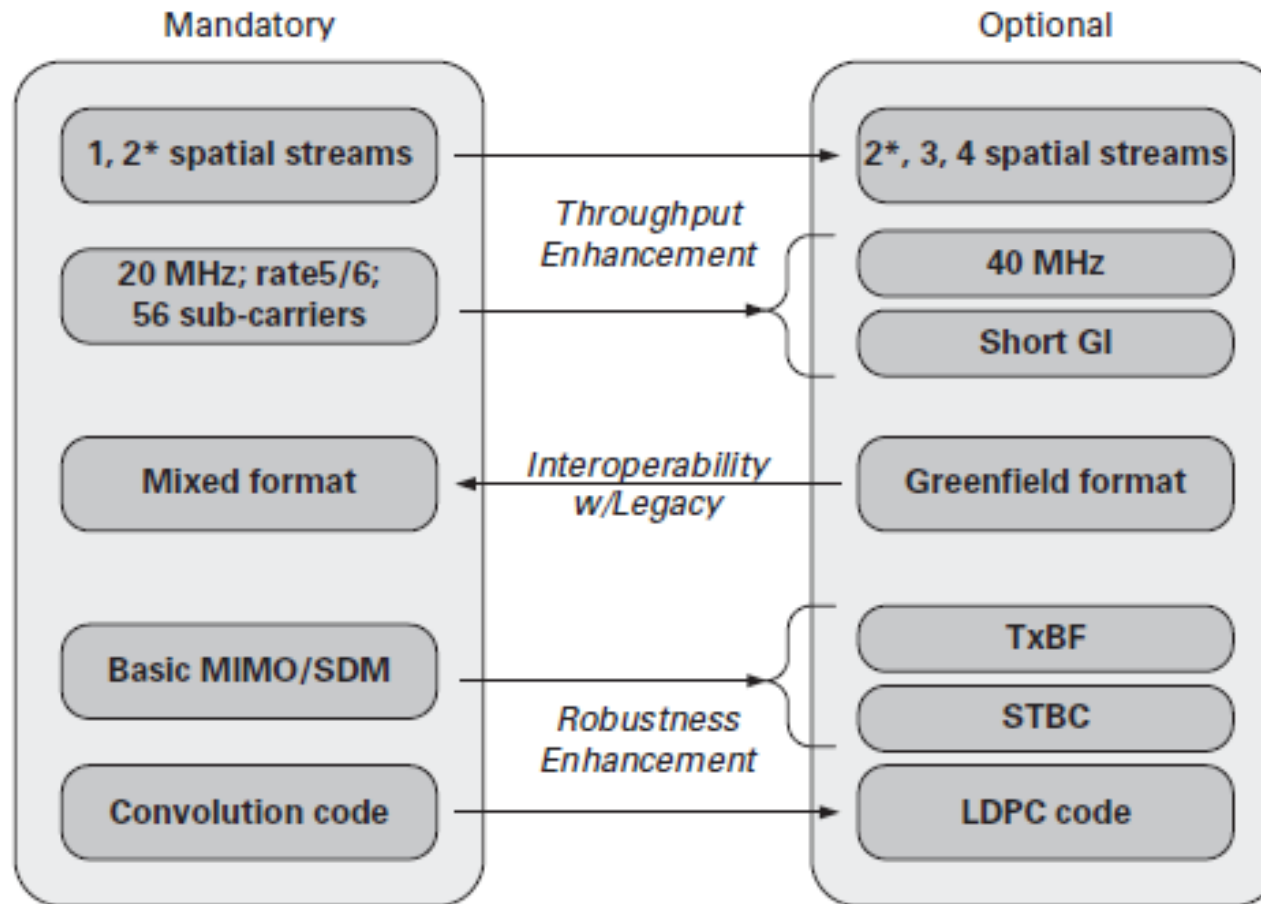 Mandatory
Optional
1, 2* spatial streams
2*, 3, 4 spatial streams
Throughput
Enhancement
20 MHz; rate5/6;
56 sub-carriers
40 MHz
Short GI
Mixed format
Interoperability
w/Legacy
Greenfield format
Basic MIMO/SDM
TxBF
STBC
Robustness
Enhancement
Convolution code
LDPC code